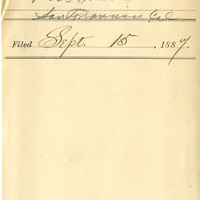 San Francisco Cal
Filed Sept. 15, 1887.